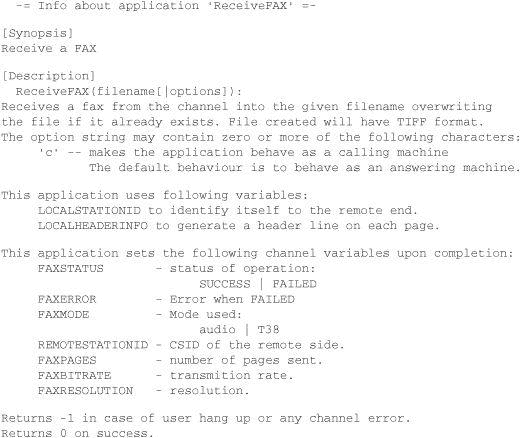 -= Info about application 'ReceiveFAX' =-
[Synopsis]
Receive a FAX
[Description]
ReceiveFAX(filename[|options]):
Receives a fax from the channel into the given filename overwriting
the file if it already exists. File created will have TIFF format.
The option string may contain zero or more of the following characters:
'c' -- makes the application behave as a calling machine
The default behaviour is to behave as an answering machine.
This application uses following variables:
LOCALSTATIONID to identify itself to the remote end.
LOCALHEADERINFO to generate a header line on each page.
This application sets the following channel variables upon completion:
FAXSTATUS - status of operation:
SUCCESS | FAILED
FAXERROR - Error when FAILED
FAXMODE - Mode used:
audio | T38
REMOTESTATIONID - CSID of the remote side.
FAXPAGES - number of pages sent.
FAXBITRATE - transmition rate.
FAXRESOLUTION - resolution.
Returns -1 in case of user hang up or any channel error.
Returns 0 on success.